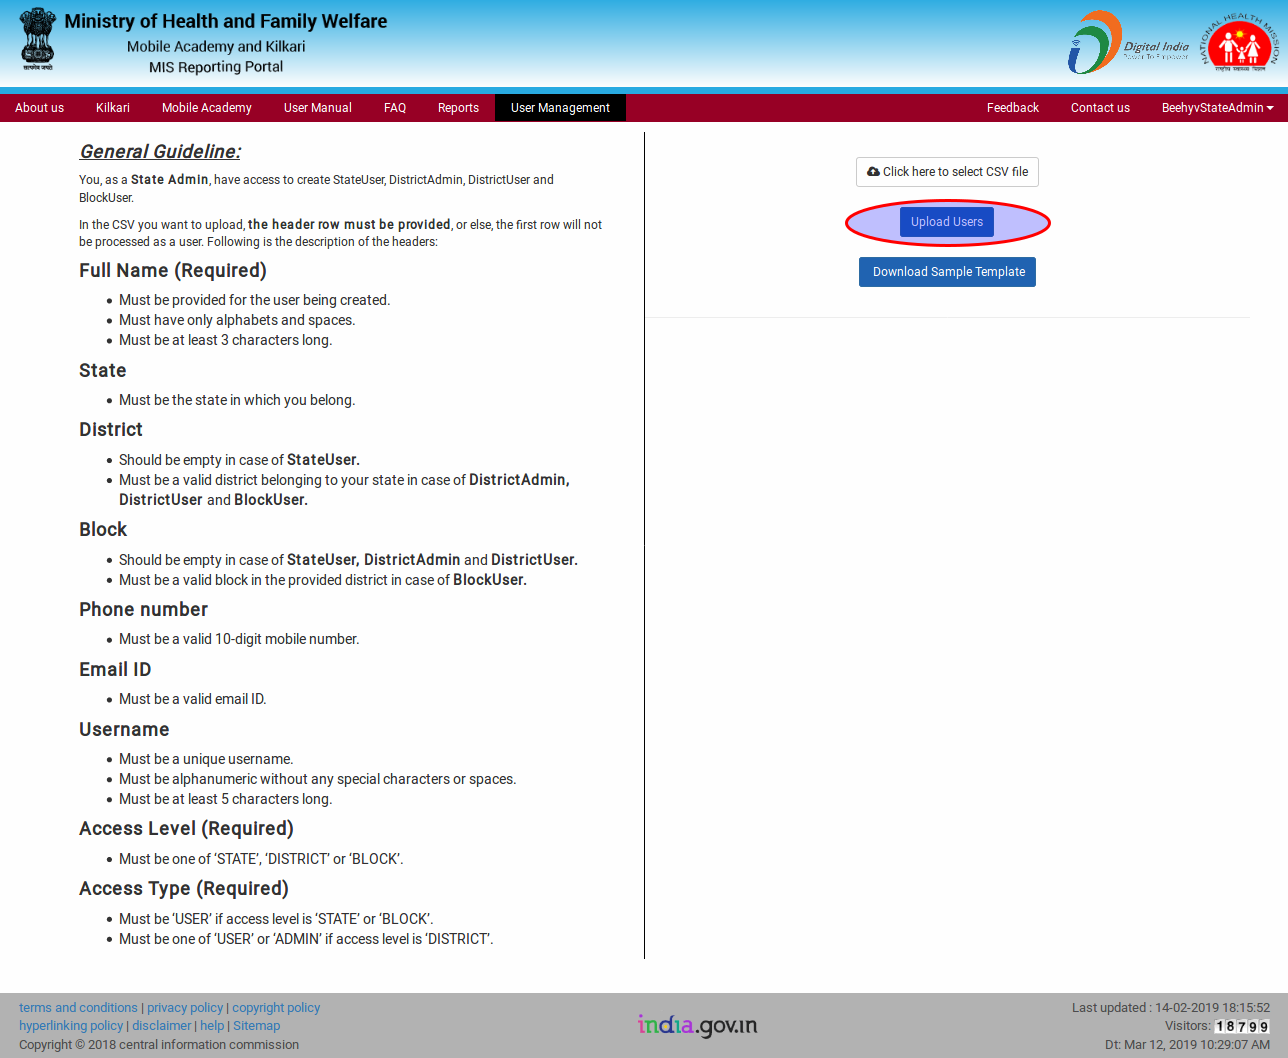 Ministry of Health and Family Welfare
Mobile Academy and Kilkari
MIS Reporting Portal
सत्यमेव जयते
Digital India
Power To Empower
NATIONAL HEALTH MISSION
राष्ट्रीय स्वास्थ्य मिशन
About us Kilkari Mobile Academy User Manual FAQ Reports User Management Feedback Contact us BeehyvStateAdmin
General Guideline:
You, as a State Admin, have access to create StateUser, DistrictAdmin, DistrictUser and
BlockUser.
In the CSV you want to upload, the header row must be provided, or else, the first row will not
be processed as a user. Following is the description of the headers:
Full Name (Required)
• Must be provided for the user being created.
• Must have only alphabets and spaces.
• Must be at least 3 characters long.
State
• Must be the state in which you belong.
District
• Should be empty in case of StateUser.
• Must be a valid district belonging to your state in case of DistrictAdmin,
DistrictUser and BlockUser.
Block
• Should be empty in case of StateUser, DistrictAdmin and DistrictUser.
• Must be a valid block in the provided district in case of BlockUser.
Phone number
• Must be a valid 10-digit mobile number.
Email ID
• Must be a valid email ID.
Username
• Must be a unique username.
• Must be alphanumeric without any special characters or spaces.
• Must be at least 5 characters long.
Access Level (Required)
• Must be one of ‘STATE’, ‘DISTRICT’ or ‘BLOCK’.
Access Type (Required)
• Must be ‘USER’ if access level is ‘STATE’ or ‘BLOCK’.
• Must be one of ‘USER’ or ‘ADMIN’ if access level is ‘DISTRICT’.
Click here to select CSV file
Upload Users
Download Sample Template
terms and conditions | privacy policy | copyright policy
hyperlinking policy | disclaimer | help | Sitemap
Copyright © 2018 central information commission
india.gov.in
Last updated : 14-02-2019 18:15:52
Visitors: 18799
Dt: Mar 12, 2019 10:29:07 AM